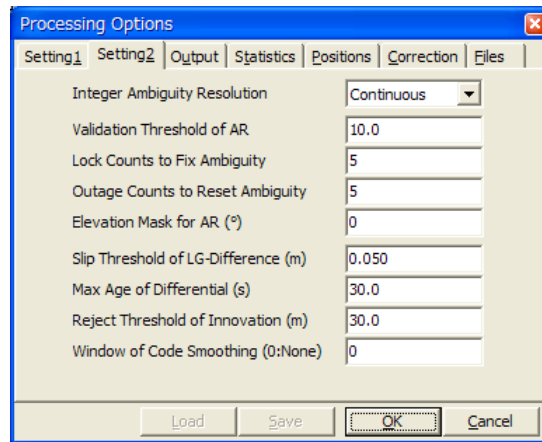 Processing Options
Setting1 Setting2 Output Statistics Positions Correction Files
Integer Ambiguity Resolution Continuous
Validation Threshold of AR 10.0
Lock Counts to Fix Ambiguity 5
Outage Counts to Reset Ambiguity 5
Elevation Mask for AR (°) 0
Slip Threshold of LG-Difference (m) 0.050
Max Age of Differential (s) 30.0
Reject Threshold of Innovation (m) 30.0
Window of Code Smoothing (0:None) 0
Load Save OK Cancel